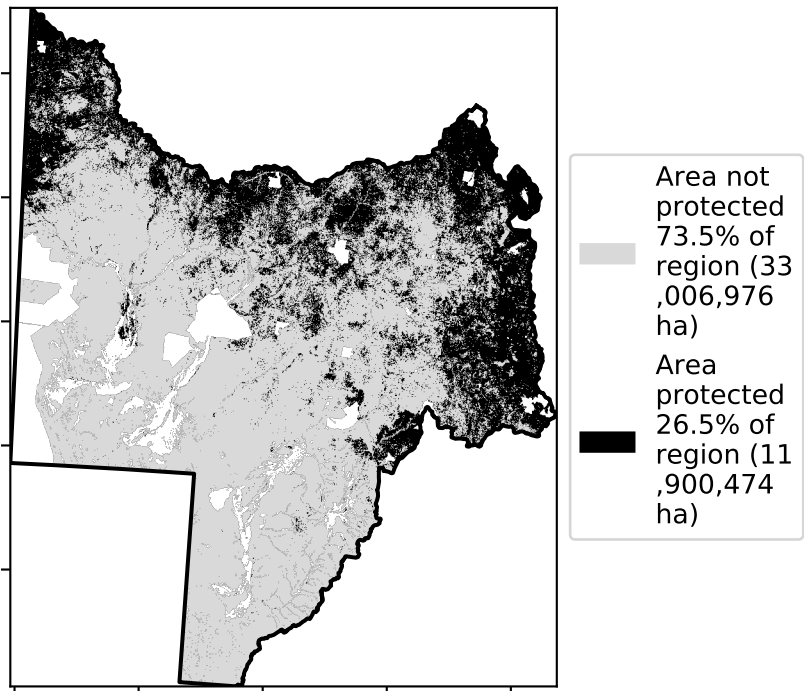 Area not
protected
73.5% of
region (33
,006,976
ha)
Area
protected
26.5% of
region (11
,900,474
ha)